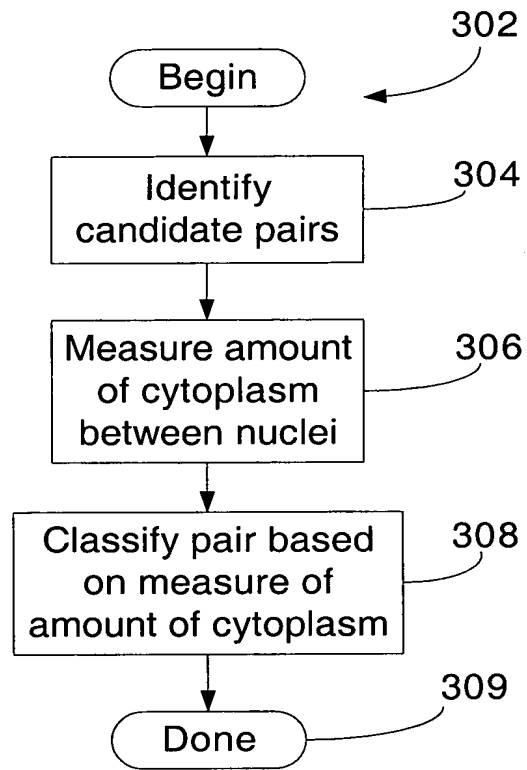 302
Begin
304
Identify
candidate pairs
306
Measure amount
of cytoplasm
between nuclei
308
Classify pair based
on measure of
amount of cytoplasm
309
Done